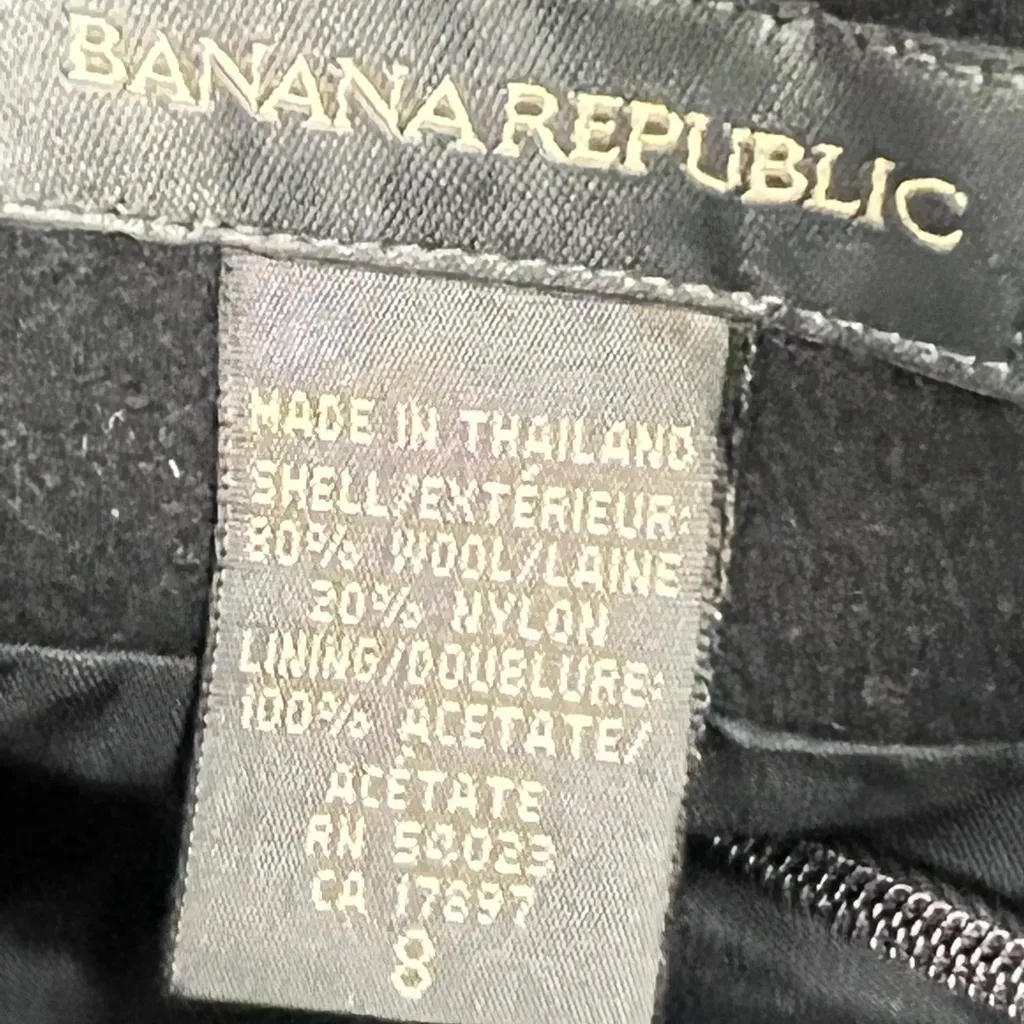 BANANA REPUBLIC
MADE IN THAILAND
SHELL/EXTÉRIEUR:
80% WOOL/LAINE
20% NYLON
LINING/DOUBLURE:
100% ACETATE/
ACÉTATE
RN 54023
CA 17897
8